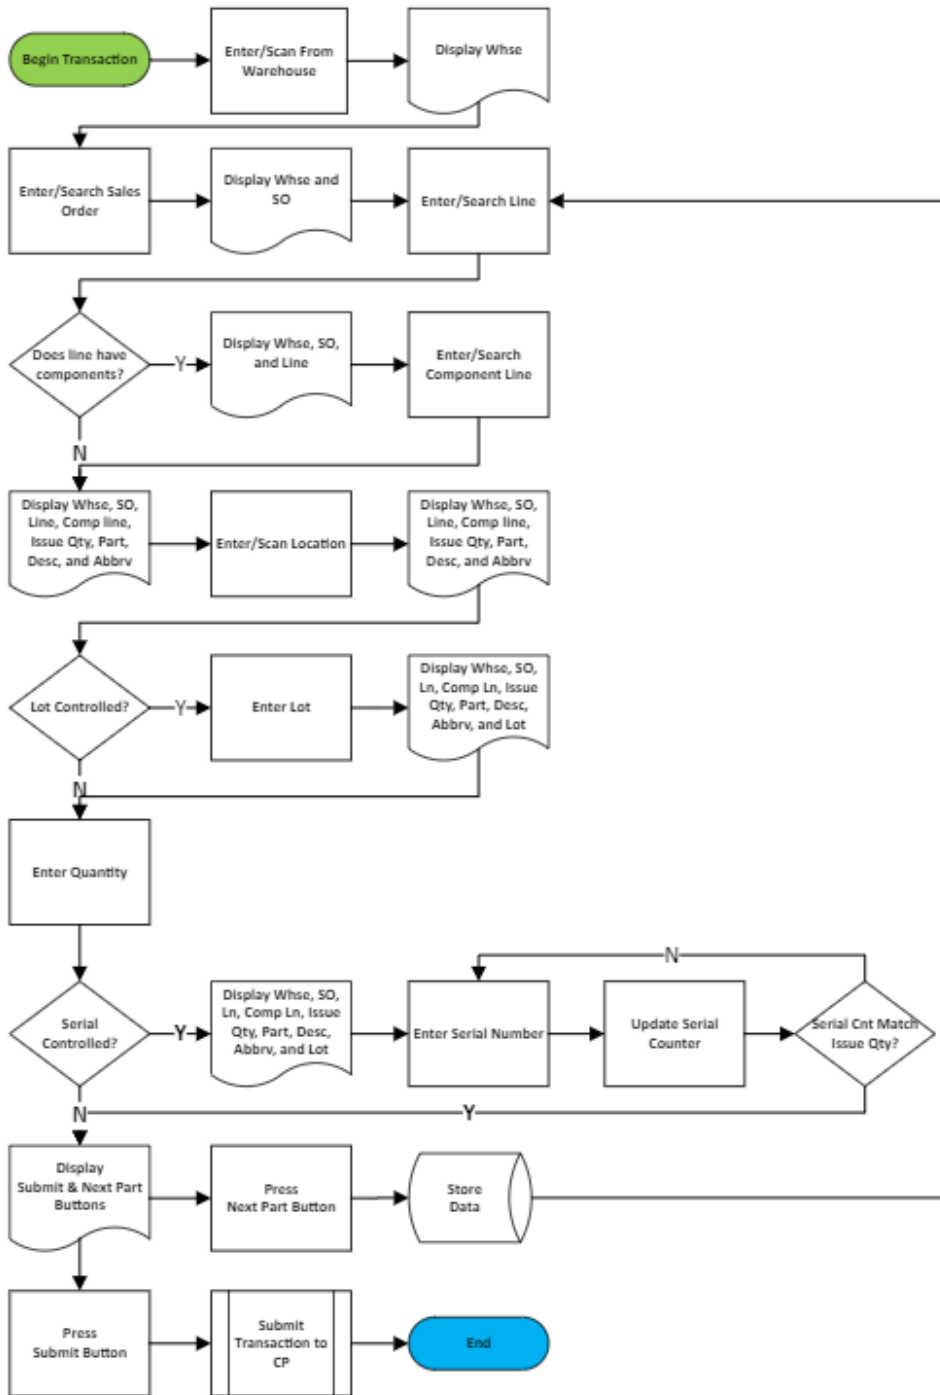 Begin Transaction
Enter/Scan From
Warehouse
Display Whse
Enter/Search Sales
Order
Display Whse and
SO
Enter/Search Line
Does line have
components?
Y
Display Whse, SO,
and Line
Enter/Search
Component Line
N
Display Whse, SO,
Line, Comp line,
Issue Qty, Part,
Desc, and Abbrv
Enter/Scan Location
Display Whse, SO,
Line, Comp line,
Issue Qty, Part,
Desc, and Abbrv
Lot Controlled?
Y
Enter Lot
Display Whse, SO,
Ln, Comp Ln, Issue
Qty, Part, Desc,
Abbrv, and Lot
N
Enter Quantity
N
Serial
Controlled?
Y
Display Whse, SO,
Ln, Comp Ln, Issue
Qty, Part, Desc,
Abbrv, and Lot
Enter Serial Number
Update Serial
Counter
Serial Cnt Match
Issue Qty?
N
Y
Display
Submit & Next Part
Buttons
Press
Next Part Button
Store
Data
Press
Submit Button
Submit
Transaction to
CP
End